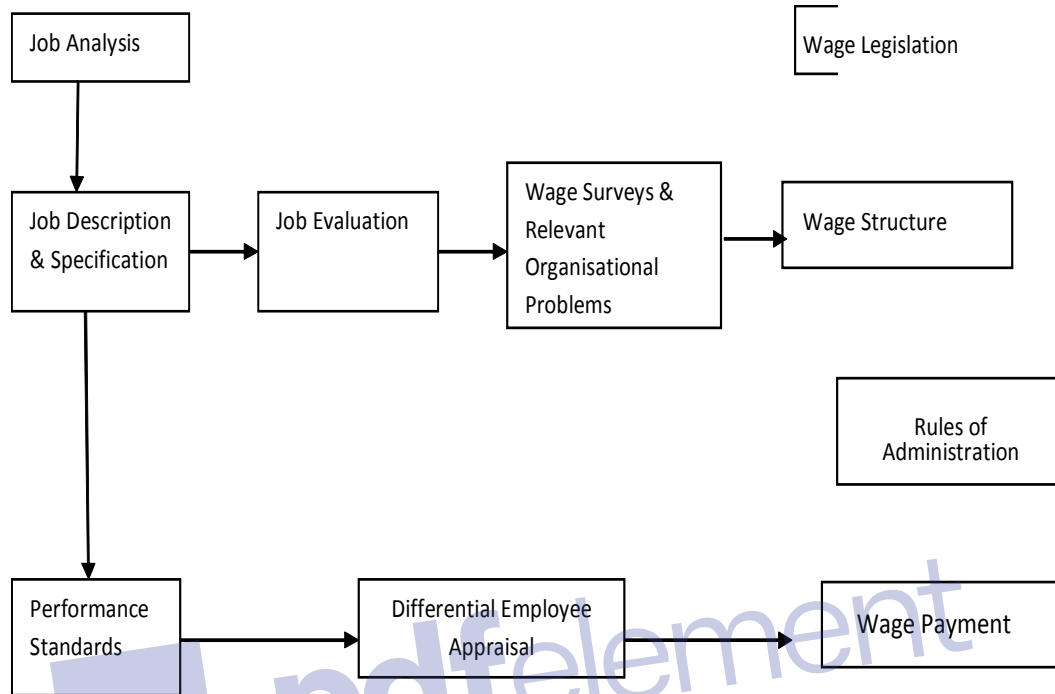 Job Analysis
Wage Legislation
Job Description
& Specification
Job Evaluation
Wage Surveys &
Relevant
Organisational
Problems
Wage Structure
Rules of
Administration
Performance
Standards
Differential Employee
Appraisal
Wage Payment
pdfelement